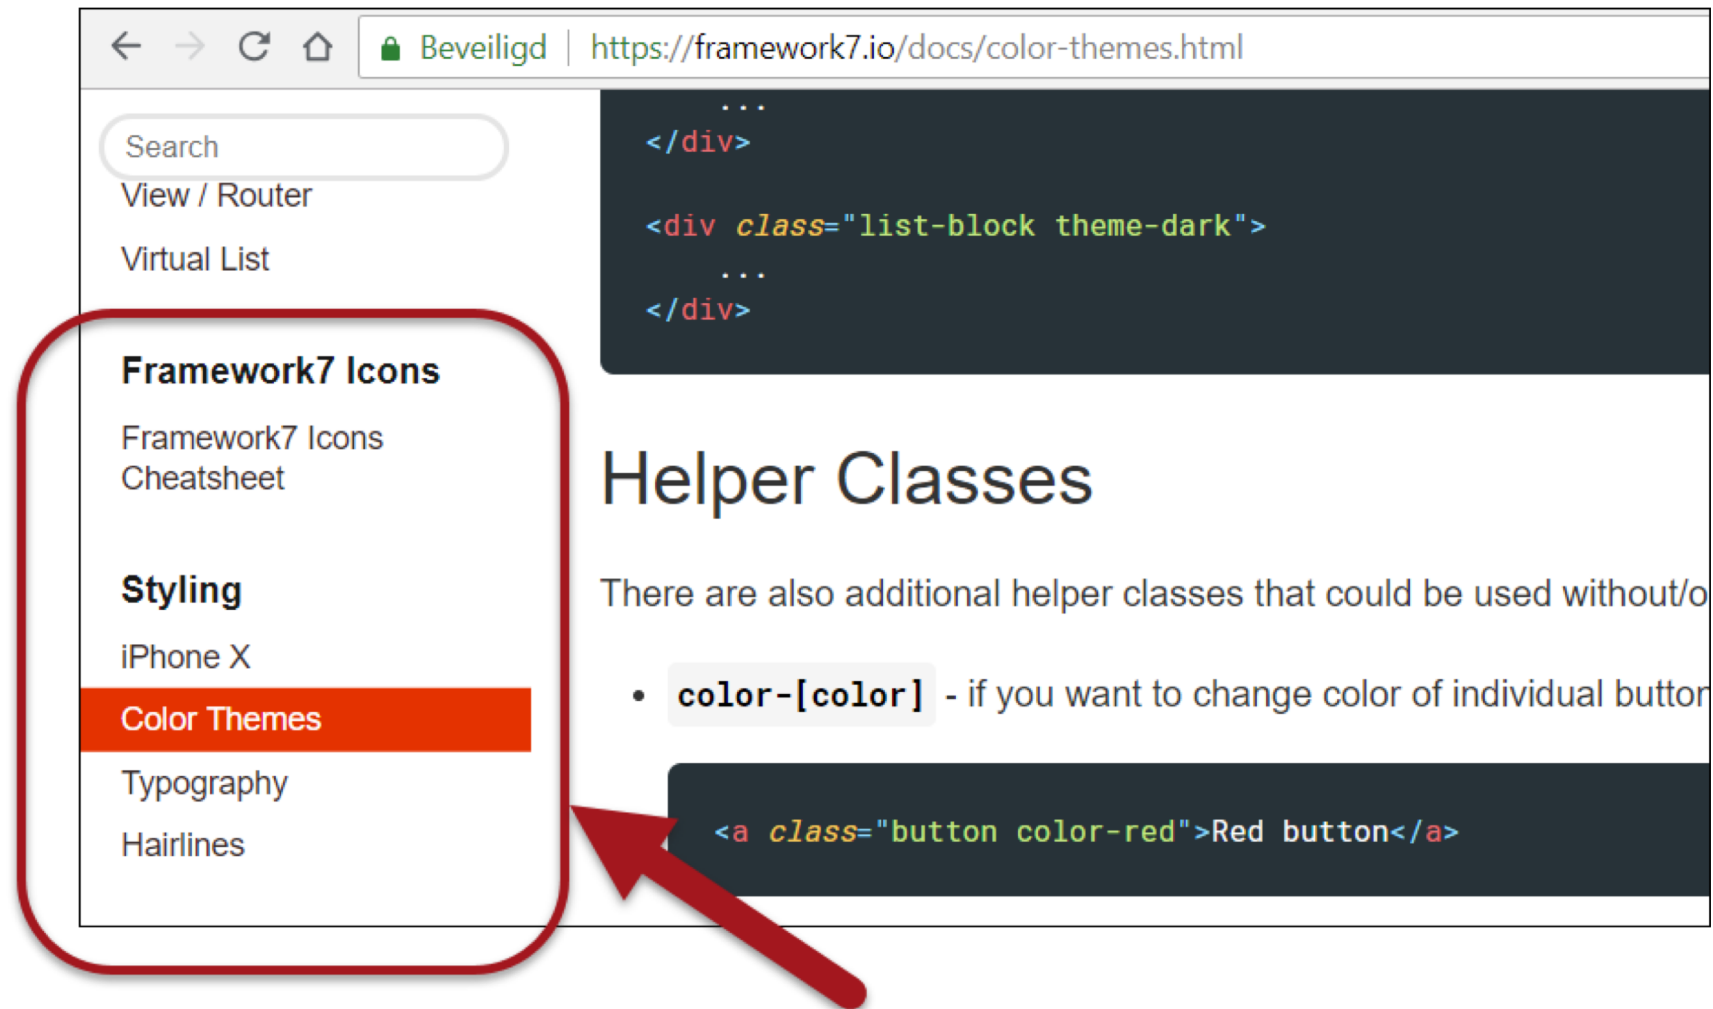 Beveiligd | https://framework7.io/docs/color-themes.html
Search
View / Router
Virtual List
Framework7 Icons
Framework7 Icons
Cheatsheet
Styling
iPhone X
Color Themes
Typography
Hairlines
...
</div>
<div class="list-block theme-dark">
...
</div>
Helper Classes
There are also additional helper classes that could be used without/o
• color-[color] - if you want to change color of individual button
<a class="button color-red">Red button</a>